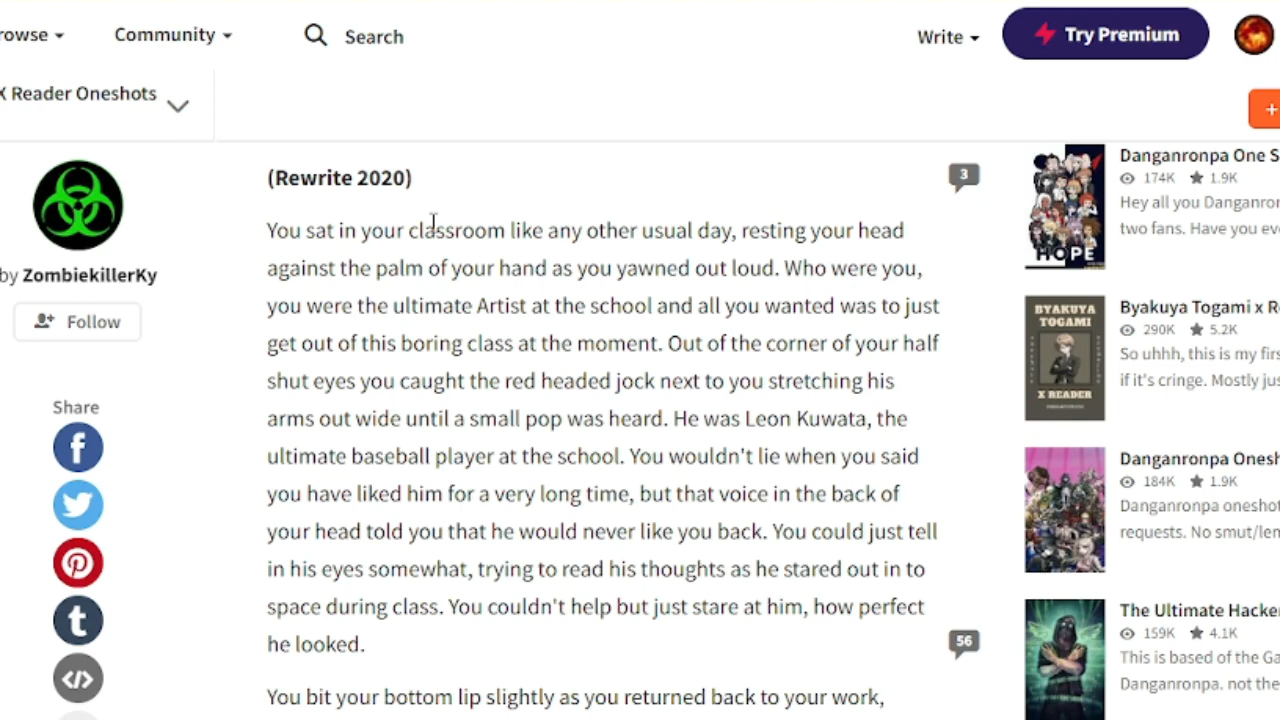 rowse
Community
Search
Write
Try Premium
X Reader Oneshots
+
by ZombiekillerKy
Follow
Share
(Rewrite 2020)
3
You sat in your classroom like any other usual day, resting your head
against the palm of your hand as you yawned out loud. Who were you,
you were the ultimate Artist at the school and all you wanted was to just
get out of this boring class at the moment. Out of the corner of your half
shut eyes you caught the red headed jock next to you stretching his
arms out wide until a small pop was heard. He was Leon Kuwata, the
ultimate baseball player at the school. You wouldn't lie when you said
you have liked him for a very long time, but that voice in the back of
your head told you that he would never like you back. You could just tell
in his eyes somewhat, trying to read his thoughts as he stared out in to
space during class. You couldn't help but just stare at him, how perfect
he looked.
56
You bit your bottom lip slightly as you returned back to your work,
HOPE
Danganronpa One S
174K 1.9K
Hey all you Danganror
two fans. Have you eve
BYAKUYA
TOGAMI
X READER
Byakuya Togami x R
290K 5.2K
So uhhh, this is my firs
if it's cringe. Mostly jus
Danganronpa Onesh
184K 1.9K
Danganronpa oneshot
requests. No smut/len
The Ultimate Hacker
159K 4.1K
This is based of the Ga
Danganronpa. not the